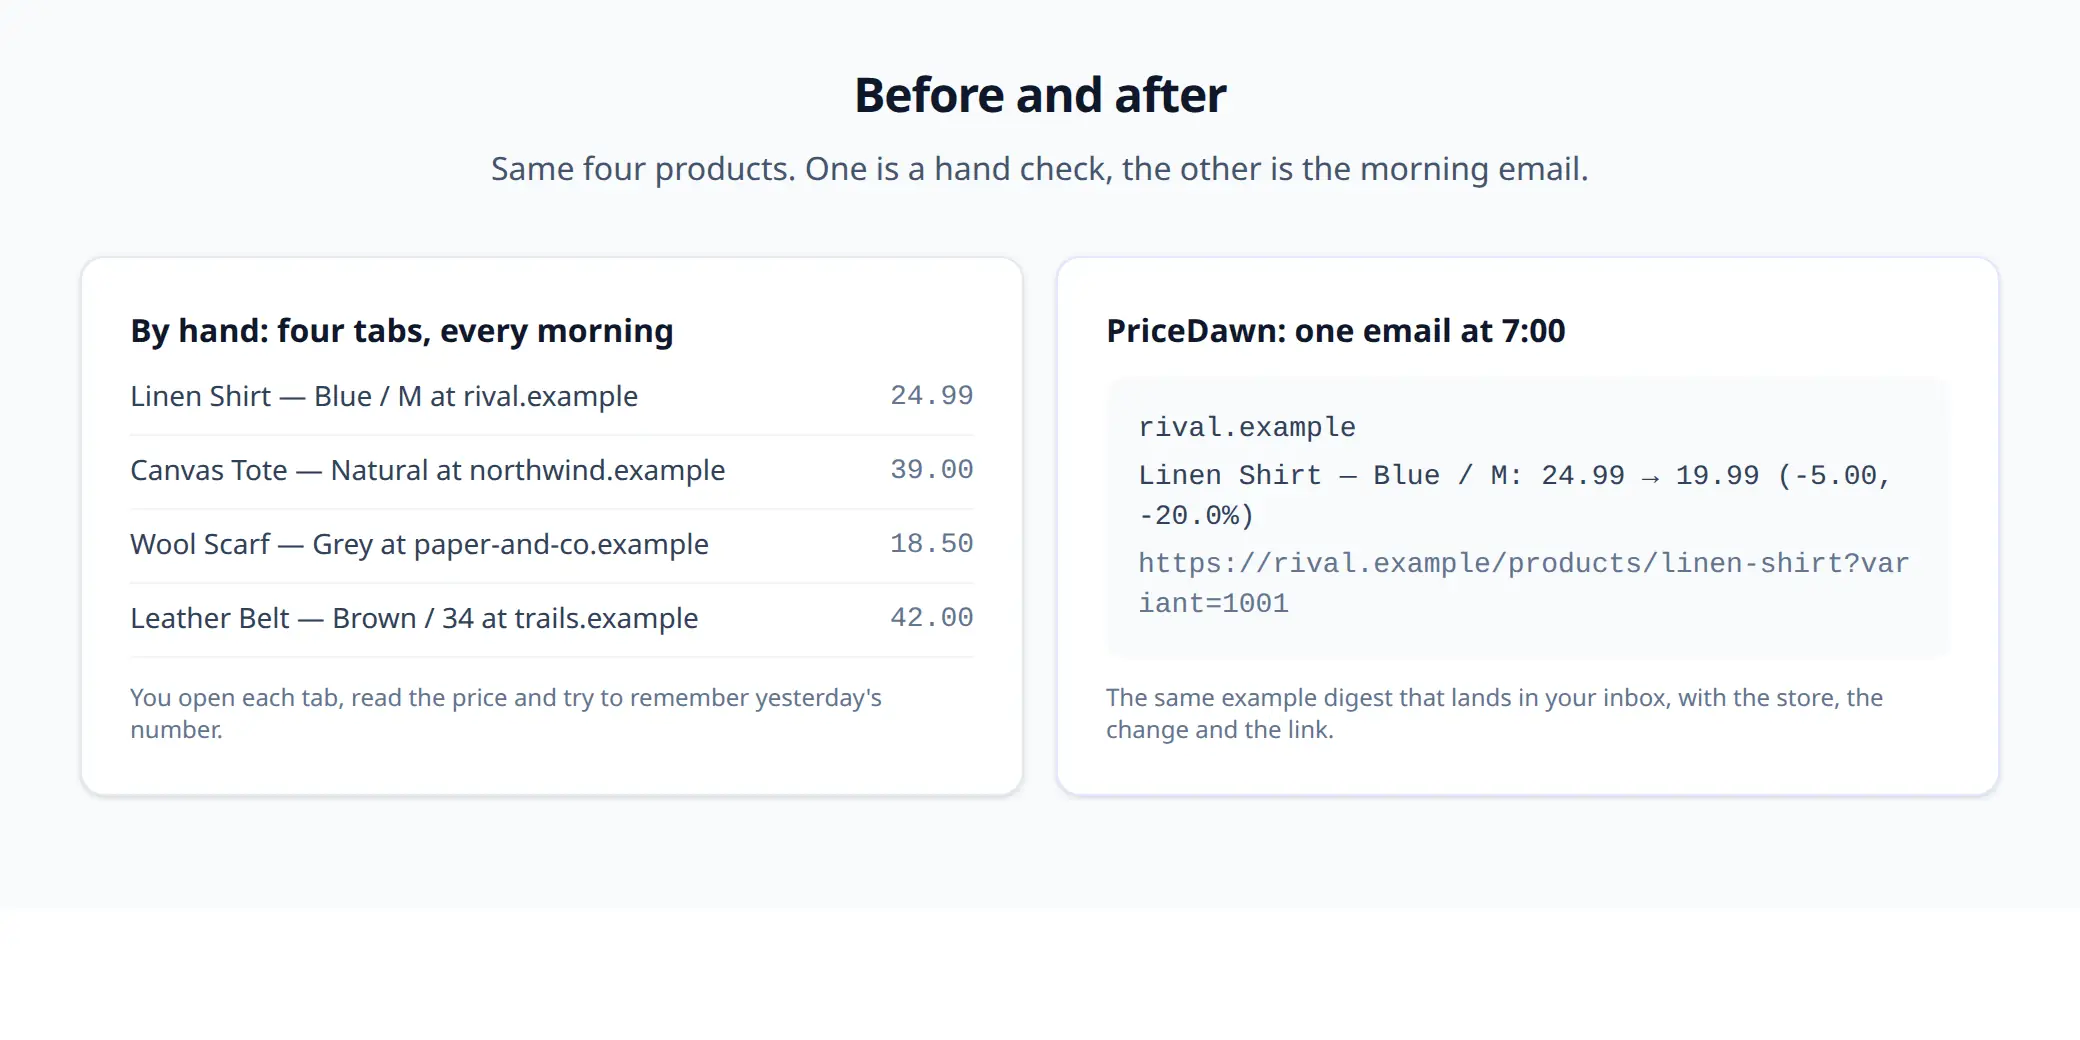 Before and after
Same four products. One is a hand check, the other is the morning email.
By hand: four tabs, every morning
Linen Shirt — Blue / M at rival.example 24.99
Canvas Tote — Natural at northwind.example 39.00
Wool Scarf — Grey at paper-and-co.example 18.50
Leather Belt — Brown / 34 at trails.example 42.00
You open each tab, read the price and try to remember yesterday's
number.
PriceDawn: one email at 7:00
rival.example
Linen Shirt — Blue / M: 24.99 → 19.99 (-5.00,
-20.0%)
https://rival.example/products/linen-shirt?var
iant=1001
The same example digest that lands in your inbox, with the store, the
change and the link.